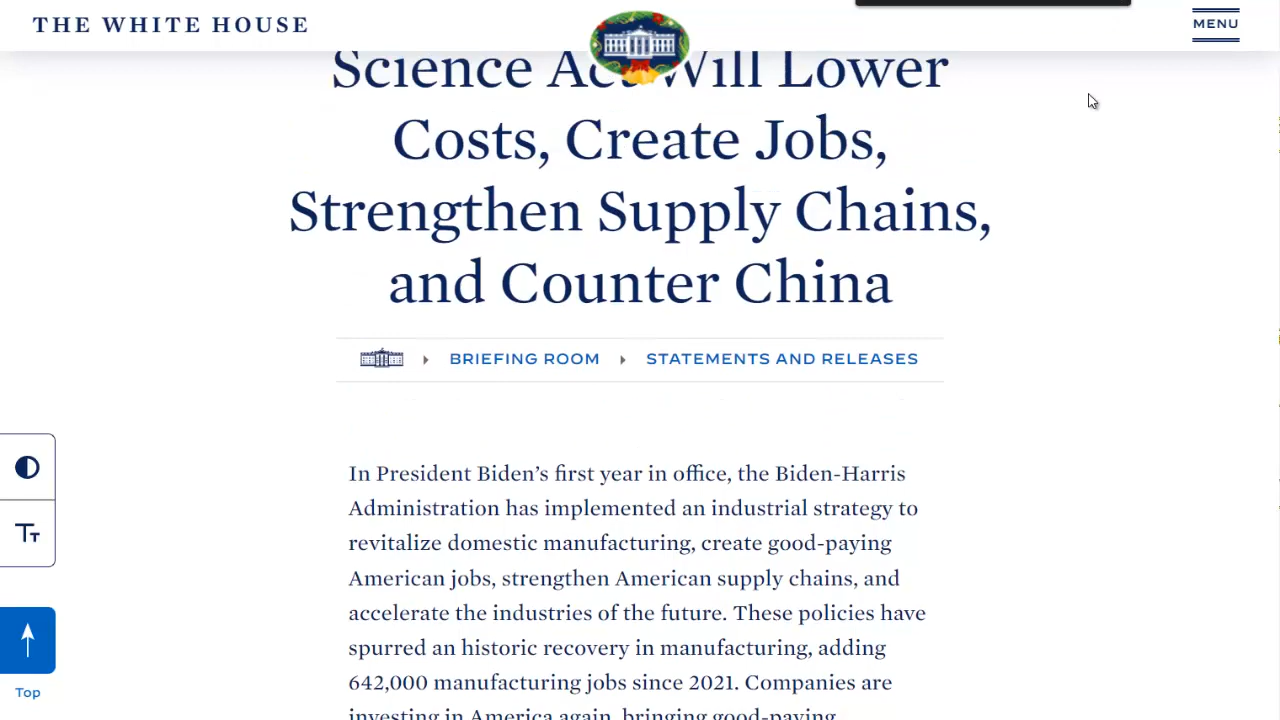 THE WHITE HOUSE
MENU
Science Act Will Lower
Costs, Create Jobs,
Strengthen Supply Chains,
and Counter China
BRIEFING ROOM STATEMENTS AND RELEASES
In President Biden’s first year in office, the Biden-Harris
Administration has implemented an industrial strategy to
revitalize domestic manufacturing, create good-paying
American jobs, strengthen American supply chains, and
accelerate the industries of the future. These policies have
spurred an historic recovery in manufacturing, adding
642,000 manufacturing jobs since 2021. Companies are
investing in America again, bringing good-paying
TT
Top